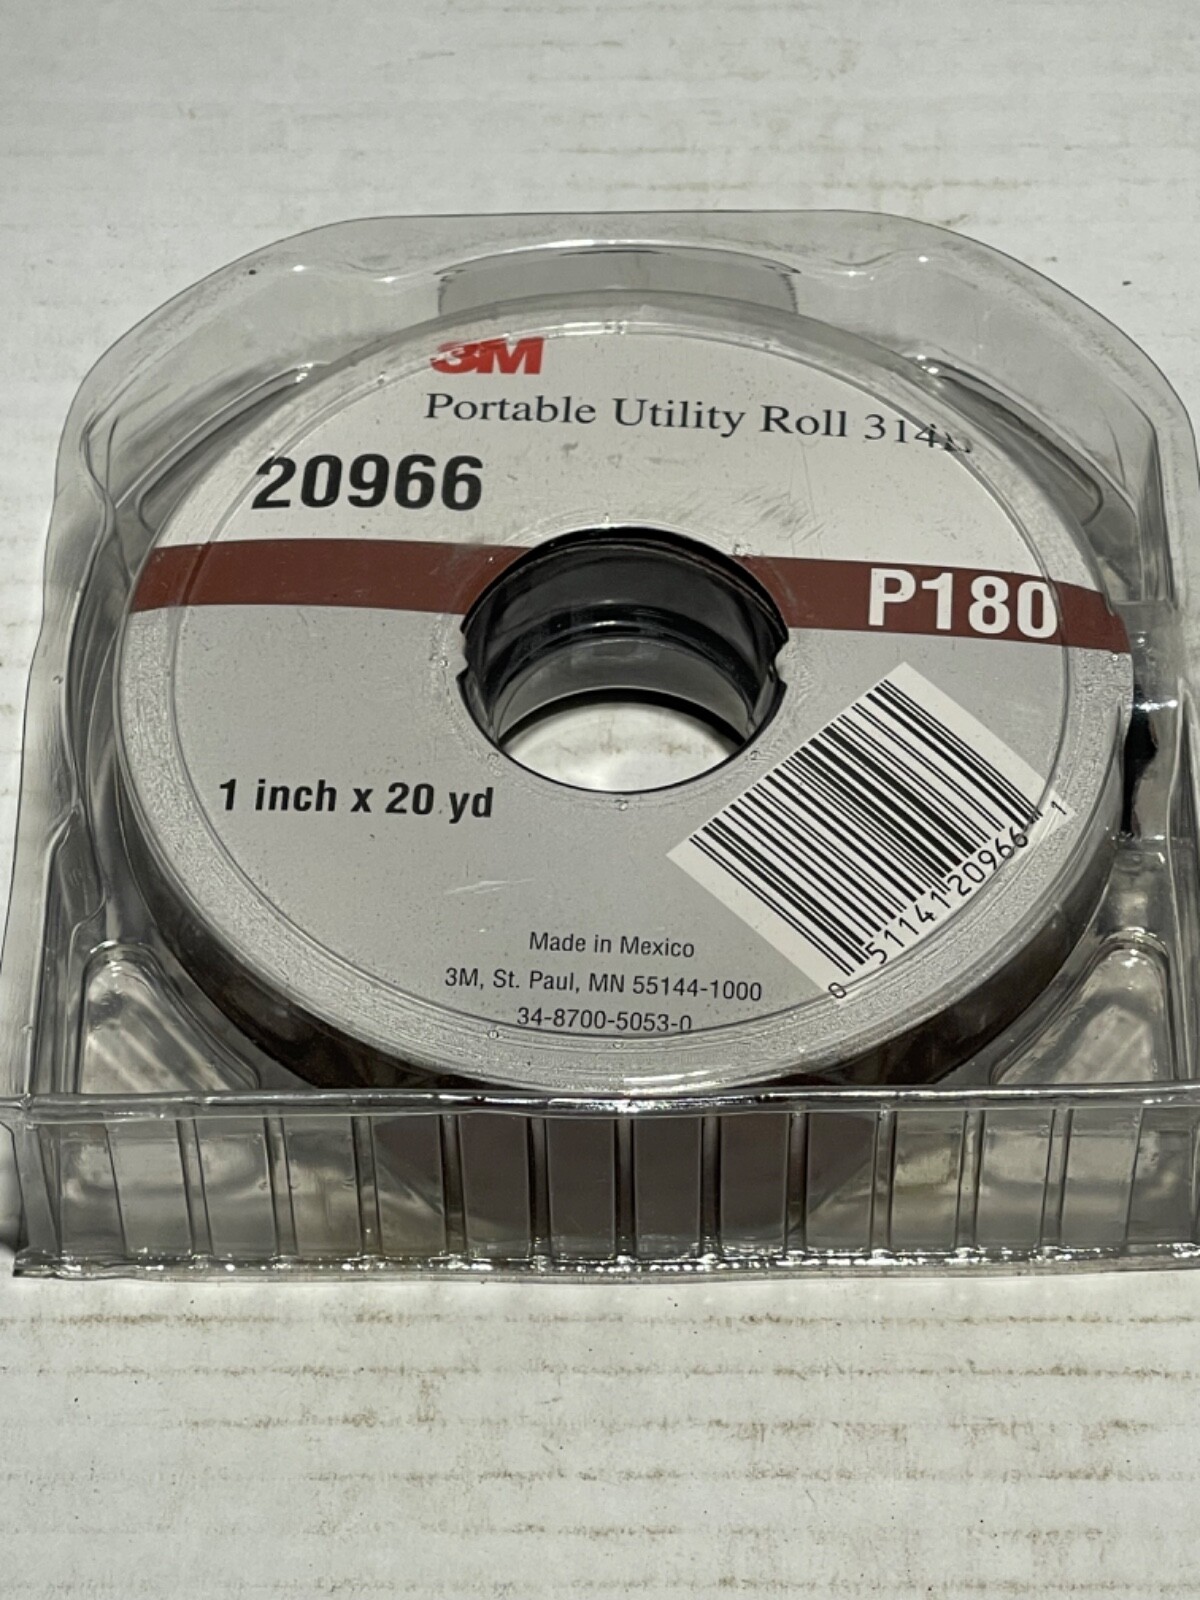 3M
Portable Utility Roll
20966
P180
1 inch x 20 yd
0 51141 20966 1
Made in Mexico
3M, St. Paul, MN 55144-1000
34-8700-5053-0